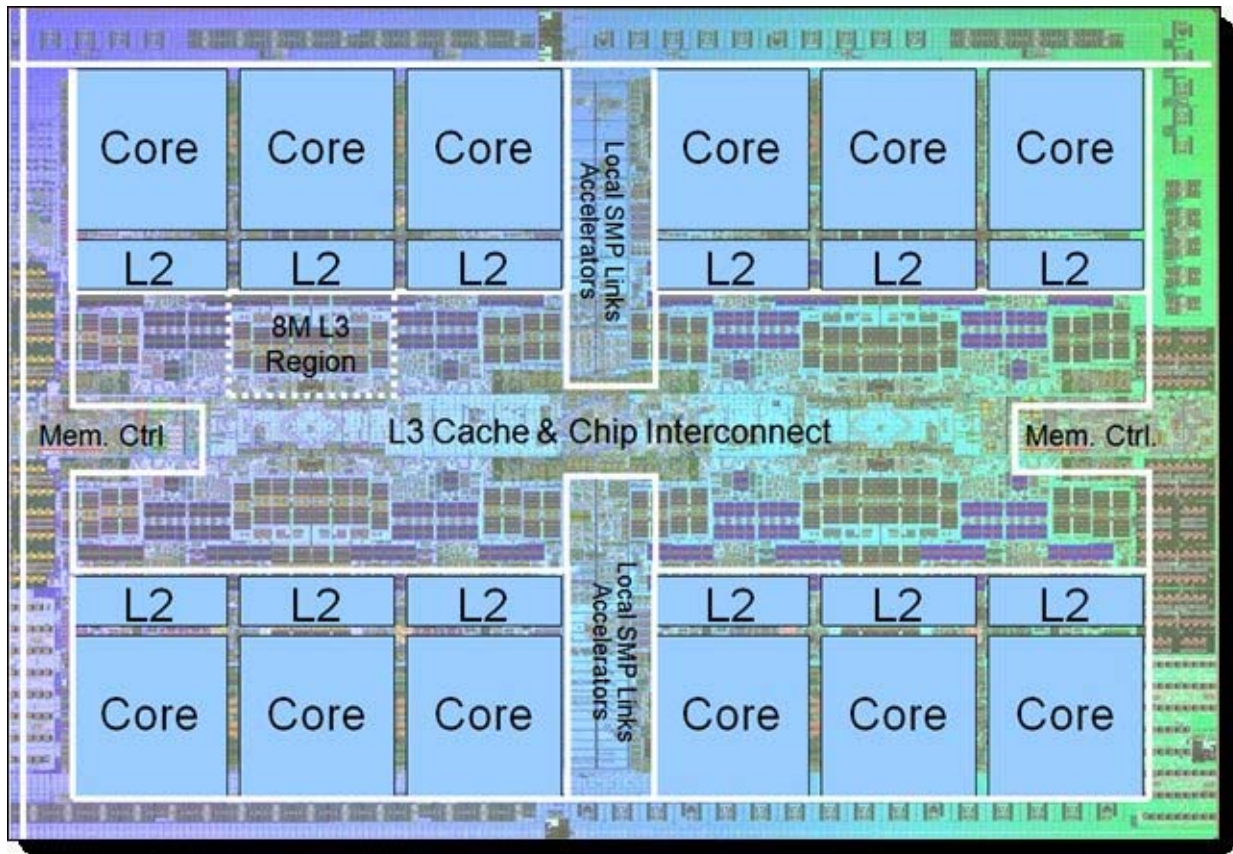 Core Core Core Core Core Core
Local SMP Links
Accelerators
L2 L2 L2 L2 L2 L2
8M L3
Region
Mem. Ctrl L3 Cache & Chip Interconnect Mem. Ctrl.
L2 L2 L2 L2 L2 L2
Local SMP Links
Accelerators
Core Core Core Core Core Core